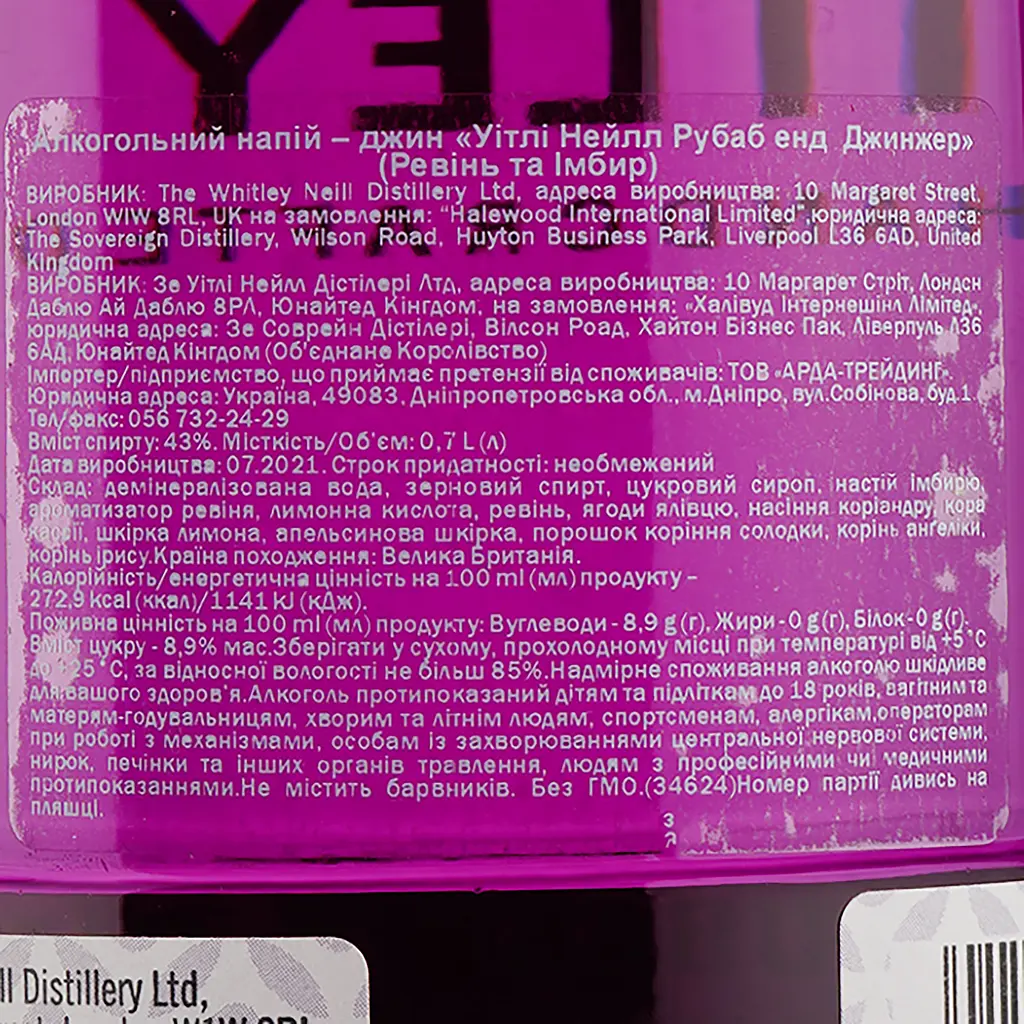 LEY
Алкогольний напій – джин «Уітлі Нейлл Рубаб енд Джинжер»
(Ревінь та Імбир)
ВИРОБНИК: The Whitley Neill Distillery Ltd, адреса виробництва: 10 Margaret Street,
London W1W 8RL, UK на замовлення: "Halewood International Limited",юридична адреса:
The Sovereign Distillery, Wilson Road, Huyton Business Park, Liverpool L36 6AD, United
Kingdom
ВИРОБНИК: Зе Уітлі Нейлл Дістілері Лтд, адреса виробництва: 10 Маргарет Стріт, Лондон
Даблю Ай Даблю 8РЛ, Юнайтед Кінгдом, на замовлення: «Халівуд Інтернешінл Лімітед»,
юридична адреса: Зе Соврейн Дістілері, Вілсон Роад, Хайтон Бізнес Пак, Ліверпуль Л36
6АД, Юнайтед Кінгдом (Об'єднане Королівство)
Імпортер/підприємство, що приймає претензії від споживачів: ТОВ «АРДА-ТРЕЙДИНГ».
Юридична адреса: Україна, 49083, Дніпропетровська обл., м.Дніпро, вул.Собінова, буд.1
Тел/факс: 056 732-24-29
Вміст спирту: 43%. Місткість/Об'єм: 0,7 L (л)
Дата виробництва: 07.2021. Строк придатності: необмежений
Склад: демінералізована вода, зерновий спирт, цукровий сироп, настій імбирю,
ароматизатор ревіня, лимонна кислота, ревінь, ягоди ялівцю, насіння коріандру, кора
касії, шкірка лимона, апельсинова шкірка, порошок коріння солодки, корінь ангеліки,
корінь ірису.Країна походження: Велика Британія.
Калорійність/енергетична цінність на 100 ml (мл) продукту –
272,9 kcal (ккал)/1141 kJ (кДж).
Поживна цінність на 100 ml (мл) продукту: Вуглеводи - 8,9 g (г), Жири - 0 g (г), Білок - 0 g (г).
Вміст цукру - 8,9% мас.Зберігати у сухому, прохолодному місці при температурі від +5°С
до +25°С, за відносної вологості не більш 85%.Надмірне споживання алкоголю шкідливе
для вашого здоров'я.Алкоголь протипоказаний дітям та підліткам до 18 років, вагітним та
матерям-годувальницям, хворим та літнім людям, спортсменам, алергікам,операторам
при роботі з механізмами, особам із захворюваннями центральної нервової системи,
нирок, печінки та інших органів травлення, людям з професійними чи медичними
протипоказаннями.Не містить барвників. Без ГМО.(34624)Номер партії дивись на
пляшці.
ll Distillery Ltd,